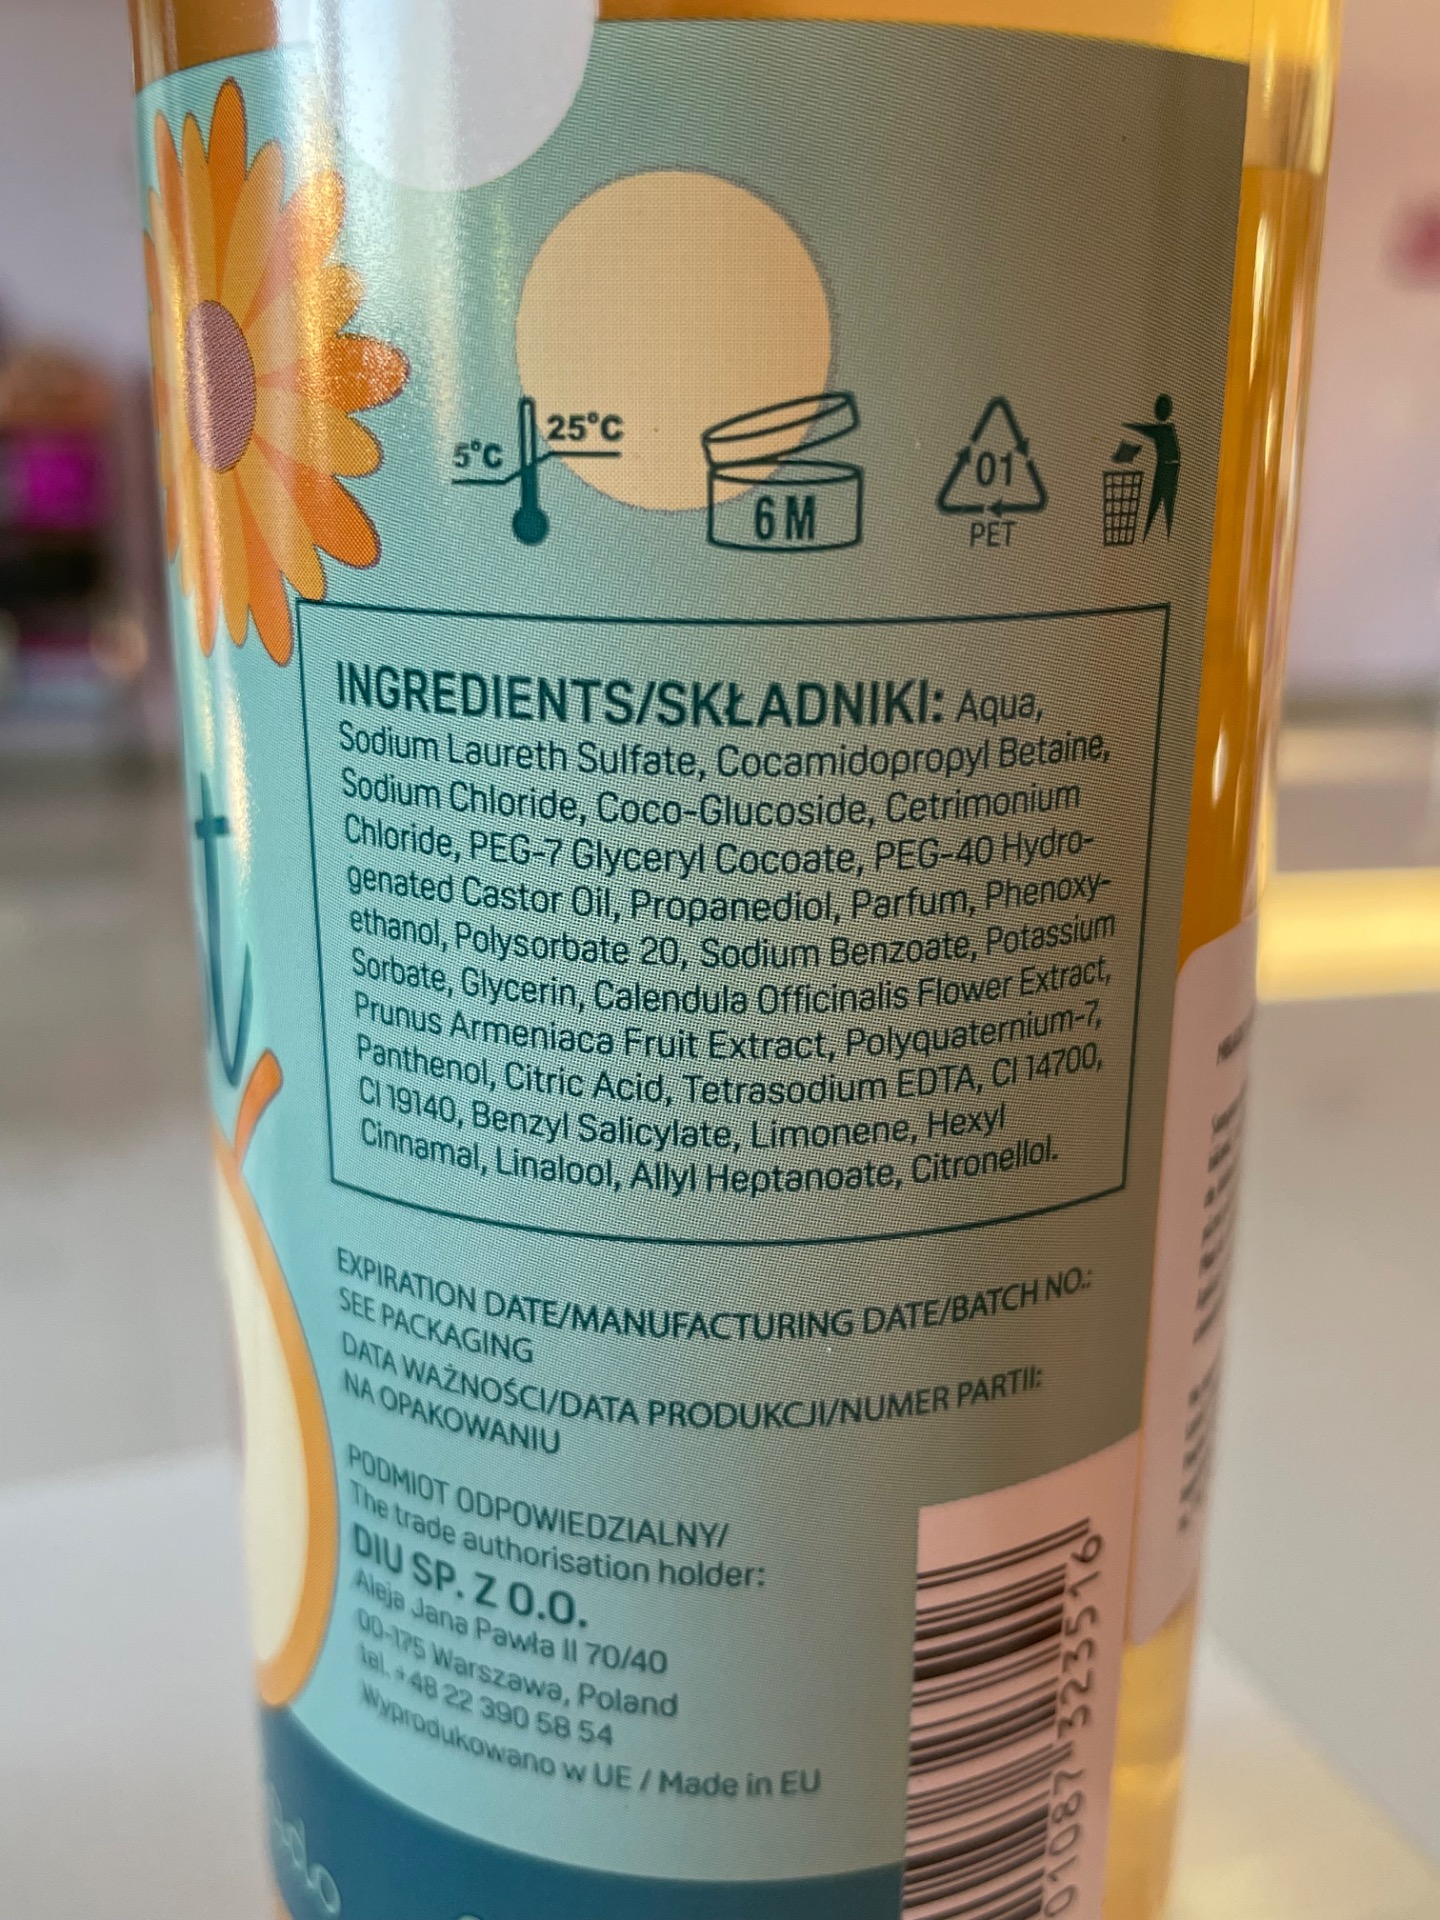 5°C
25°C
6M
01
PET
INGREDIENTS/SKŁADNIKI: Aqua,
Sodium Laureth Sulfate, Cocamidopropyl Betaine,
Sodium Chloride, Coco-Glucoside, Cetrimonium
Chloride, PEG-7 Glyceryl Cocoate, PEG-40 Hydro-
genated Castor Oil, Propanediol, Parfum, Phenoxy-
ethanol, Polysorbate 20, Sodium Benzoate, Potassium
Sorbate, Glycerin, Calendula Officinalis Flower Extract,
Prunus Armeniaca Fruit Extract, Polyquaternium-7,
Panthenol, Citric Acid, Tetrasodium EDTA, CI 14700,
CI 19140, Benzyl Salicylate, Limonene, Hexyl
Cinnamal, Linalool, Allyl Heptanoate, Citronellol.
EXPIRATION DATE/MANUFACTURING DATE/BATCH NO.:
SEE PACKAGING
DATA WAŻNOŚCI/DATA PRODUKCJI/NUMER PARTII:
NA OPAKOWANIU
PODMIOT ODPOWIEDZIALNY/
The trade authorisation holder:
DIU SP. Z O.O.
Aleja Jana Pawła II 70/40
00-175 Warszawa, Poland
tel. +48 22 390 58 54
Wyprodukowano w UE / Made in EU
01087 323516